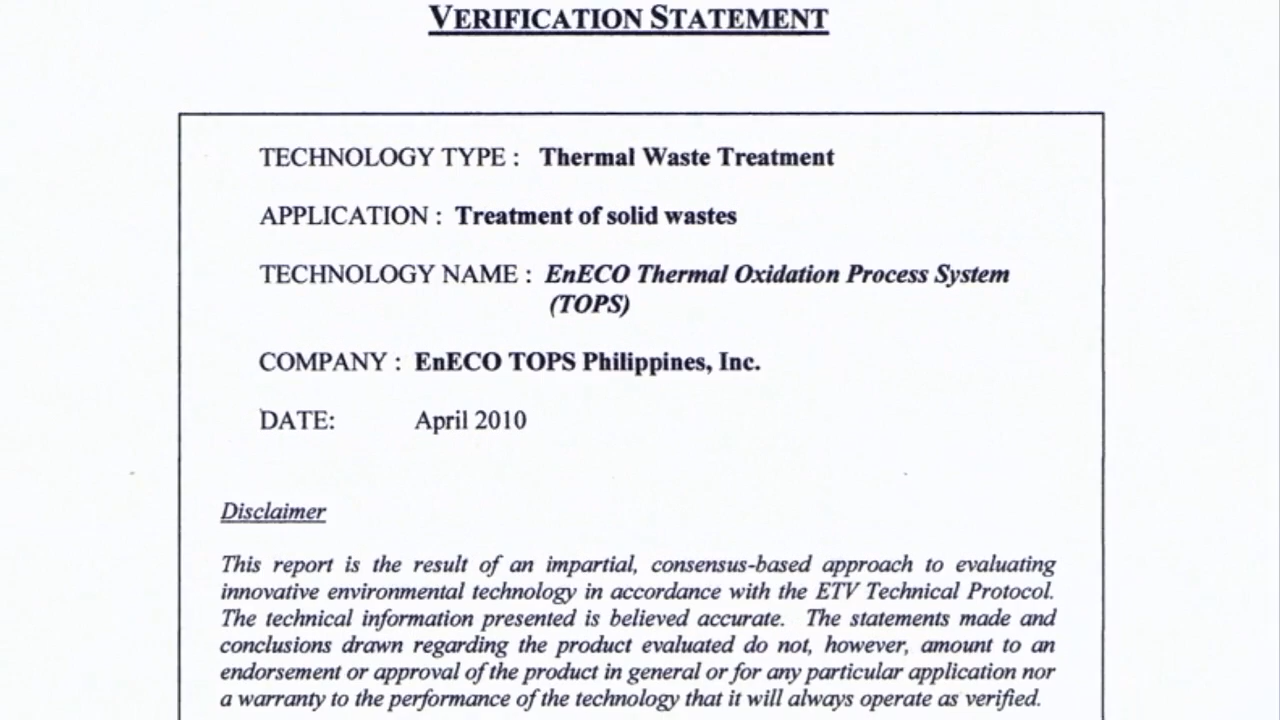 VERIFICATION STATEMENT
TECHNOLOGY TYPE : Thermal Waste Treatment
APPLICATION : Treatment of solid wastes
TECHNOLOGY NAME : EnECO Thermal Oxidation Process System
(TOPS)
COMPANY : EnECO TOPS Philippines, Inc.
DATE: April 2010
Disclaimer
This report is the result of an impartial, consensus-based approach to evaluating
innovative environmental technology in accordance with the ETV Technical Protocol.
The technical information presented is believed accurate. The statements made and
conclusions drawn regarding the product evaluated do not, however, amount to an
endorsement or approval of the product in general or for any particular application nor
a warranty to the performance of the technology that it will always operate as verified.